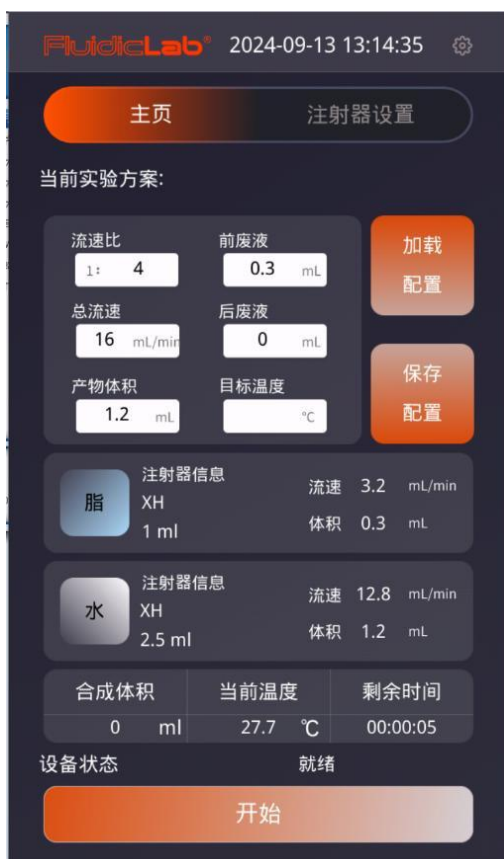 FluidicLab® 2024-09-13 13:14:35
主页 注射器设置
当前实验方案:
流速比 前废液
1: 4 0.3 mL
加载
配置
总流速 后废液
16 mL/min 0 mL
产物体积 目标温度
1.2 mL ℃
保存
配置
脂
注射器信息
XH
1 ml
流速 3.2 mL/min
体积 0.3 mL
水
注射器信息
XH
2.5 ml
流速 12.8 mL/min
体积 1.2 mL
合成体积 当前温度 剩余时间
0 ml 27.7 ℃ 00:00:05
设备状态 就绪
开始